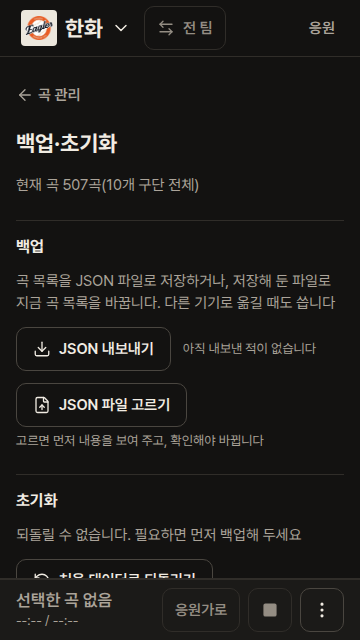 Eagles
한화
전 팀
응원
곡 관리
백업·초기화
현재 곡 507곡(10개 구단 전체)
백업
곡 목록을 JSON 파일로 저장하거나, 저장해 둔 파일로
지금 곡 목록을 바꿉니다. 다른 기기로 옮길 때도 씁니다
JSON 내보내기
아직 내보낸 적이 없습니다
JSON 파일 고르기
고르면 먼저 내용을 보여 주고, 확인해야 바뀝니다
초기화
되돌릴 수 없습니다. 필요하면 먼저 백업해 두세요
선택한 곡 없음
--:-- / --:--
응원가로